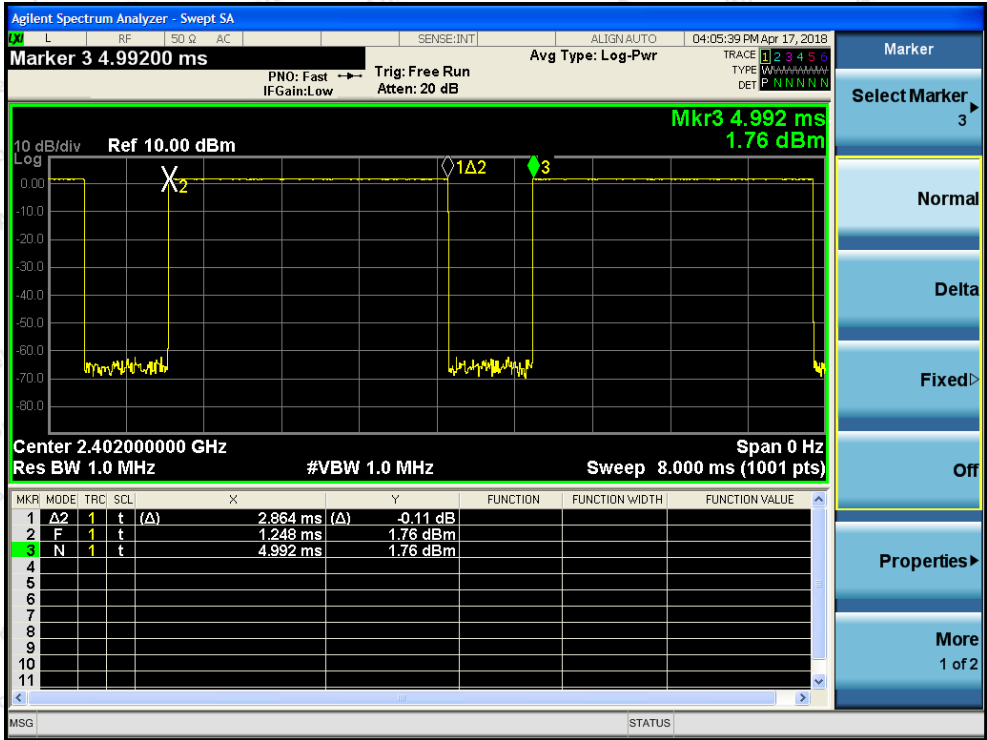 Agilent Spectrum Analyzer - Swept SA
LXI L RF 50 Ω AC SENSE:INT ALIGN AUTO 04:05:39 PM Apr 17, 2018
Marker 3 4.99200 ms
PNO: Fast
IFGain:Low
Trig: Free Run
Atten: 20 dB
Avg Type: Log-Pwr
TRACE 1 2 3 4 5 6
TYPE
DET P N N N N N
Mkr3 4.992 ms
1.76 dBm
10 dB/div Ref 10.00 dBm
Log
1Δ2
3
2
0.00
-10.0
-20.0
-30.0
-40.0
-50.0
-60.0
-70.0
-80.0
Center 2.402000000 GHz Span 0 Hz
Res BW 1.0 MHz #VBW 1.0 MHz Sweep 8.000 ms (1001 pts)
MKR MODE TRC SCL X Y FUNCTION FUNCTION WIDTH FUNCTION VALUE
1 Δ2 1 t (Δ) 2.864 ms (Δ) -0.11 dB
2 F 1 t 1.248 ms 1.76 dBm
3 N 1 t 4.992 ms 1.76 dBm
4
5
6
7
8
9
10
11
MSG STATUS
Marker
Select Marker
3
Normal
Delta
Fixed
Off
Properties
More
1 of 2